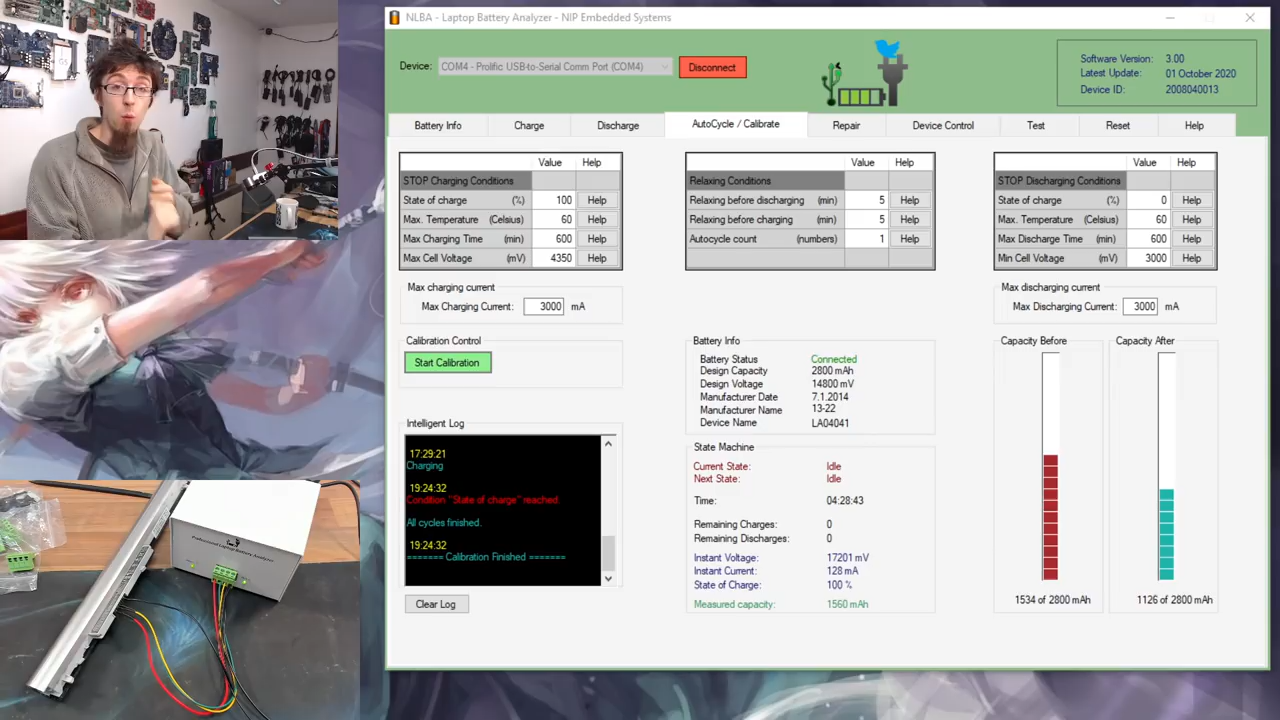 NLBA - Laptop Battery Analyzer - NIP Embedded Systems
Device: COM4 - Prolific USB-to-Serial Comm Port (COM4) Disconnect
Software Version: 3.00
Latest Update: 01 October 2020
Device ID: 2008040013
Battery Info Charge Discharge AutoCycle / Calibrate Repair Device Control Test Reset Help
Value Help
STOP Charging Conditions
State of charge (%) 100 Help
Max. Temperature (Celsius) 60 Help
Max Charging Time (min) 600 Help
Max Cell Voltage (mV) 4350 Help
Value Help
Relaxing Conditions
Relaxing before discharging (min) 5 Help
Relaxing before charging (min) 5 Help
Autocycle count (numbers) 1 Help
Value Help
STOP Discharging Conditions
State of charge (%) 0 Help
Max. Temperature (Celsius) 60 Help
Max Discharge Time (min) 600 Help
Min Cell Voltage (mV) 3000 Help
Max charging current
Max Charging Current: 3000 mA
Max discharging current
Max Discharging Current: 3000 mA
Calibration Control
Start Calibration
Intelligent Log
17:29:21
Charging
19:24:32
Condition "State of charge" reached
All cycles finished.
19:24:32
======= Calibration Finished =======
Clear Log
Battery Info
Battery Status Connected
Design Capacity 2800 mAh
Design Voltage 14800 mV
Manufacturer Date 7.1.2014
Manufacturer Name 13-22
Device Name LA04041
State Machine
Current State: Idle
Next State: Idle
Time: 04:28:43
Remaining Charges: 0
Remaining Discharges: 0
Instant Voltage: 17201 mV
Instant Current: 128 mA
State of Charge: 100 %
Measured capacity: 1560 mAh
Capacity Before
1534 of 2800 mAh
Capacity After
1126 of 2800 mAh
Professional Laptop Battery Analyzer